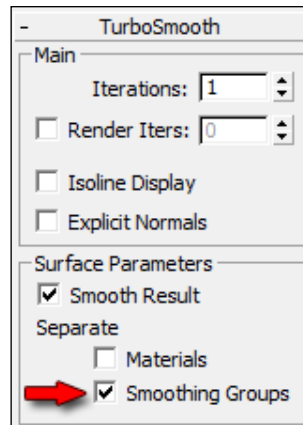 - TurboSmooth
Main
Iterations: 1
Render Iters: 0
Isoline Display
Explicit Normals
Surface Parameters
Smooth Result
Separate
Materials
Smoothing Groups